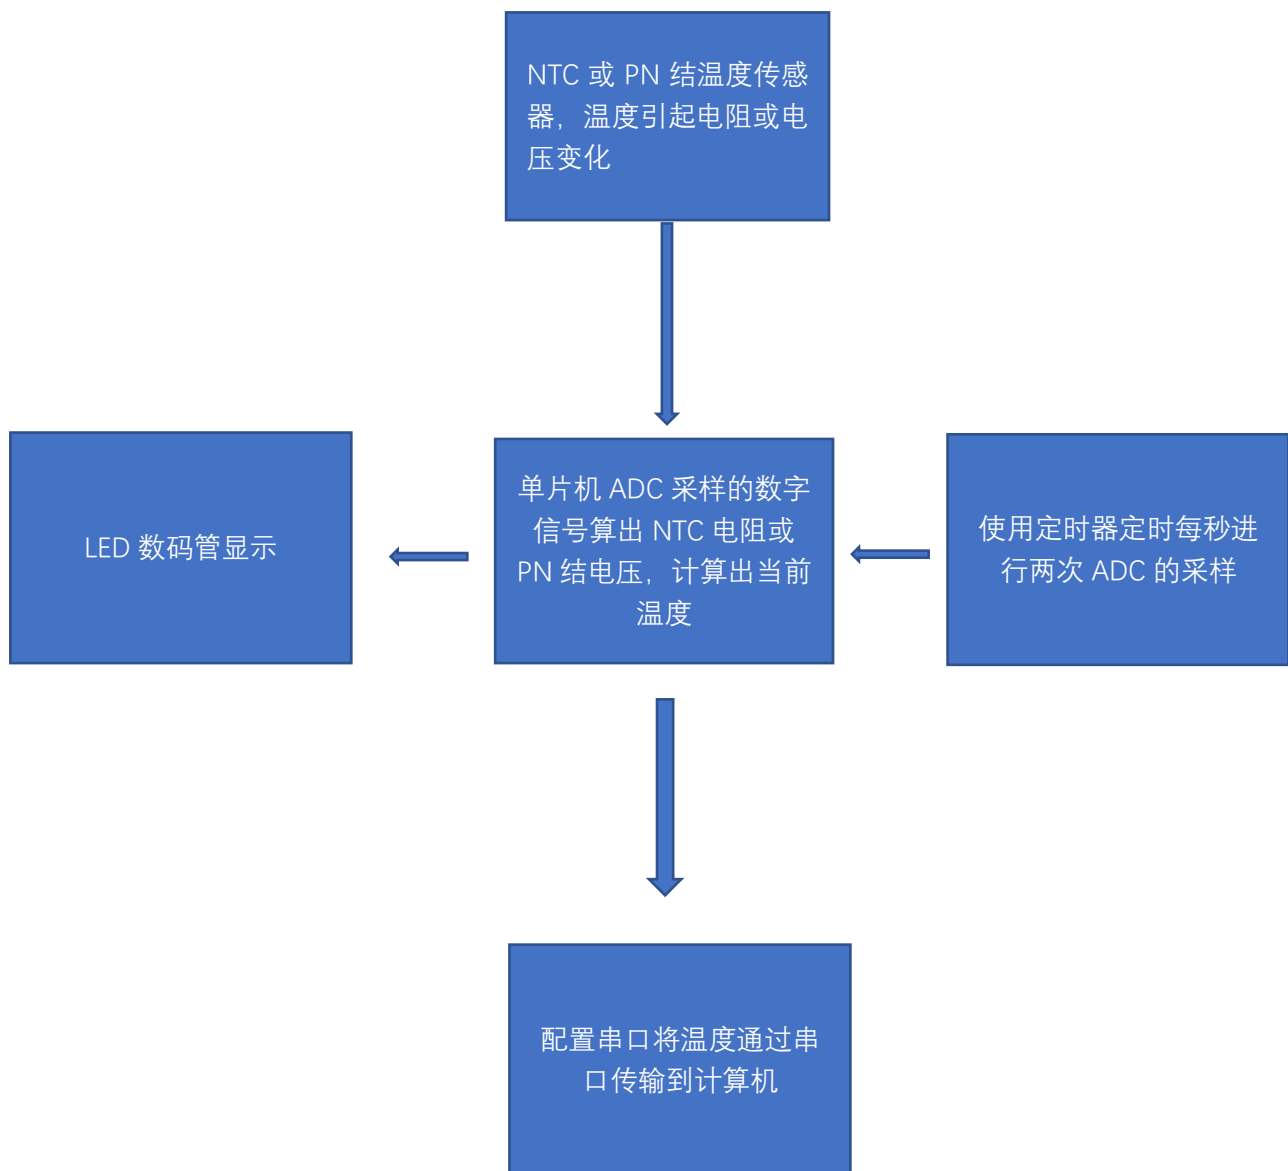 NTC 或 PN 结温度传感
器，温度引起电阻或电
压变化
LED 数码管显示
单片机 ADC 采样的数字
信号算出 NTC 电阻或
PN 结电压，计算出当前
温度
使用定时器定时每秒进
行两次 ADC 的采样
配置串口将温度通过串
口传输到计算机